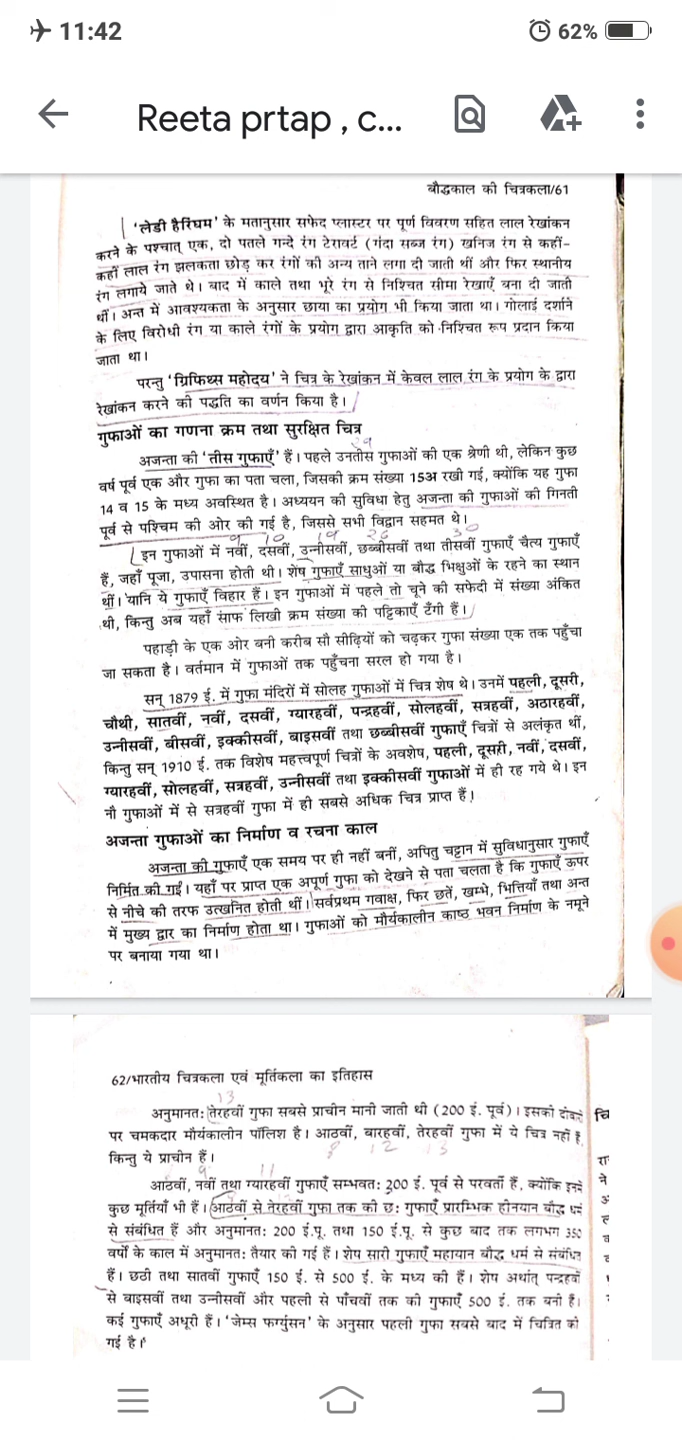 11:42
62%
Reeta prtap , c...
बौद्धकाल की चित्रकला/61
'लेडी हैरिंघम' के मतानुसार सफेद प्लास्टर पर पूर्ण विवरण सहित लाल रेखांकन
करने के पश्चात् एक, दो पतले गन्दे रंग टेरावर्ट (गंदा सब्ज रंग) खनिज रंग से कहीं-
कहीं लाल रंग झलकता छोड़ कर रंगों की अन्य ताने लगा दी जाती थीं और फिर स्थानीय
रंग लगाये जाते थे। बाद में काले तथा भूरे रंग से निश्चित सीमा रेखाएँ बना दी जाती
थीं। अन्त में आवश्यकता के अनुसार छाया का प्रयोग भी किया जाता था। गोलाई दर्शाने
के लिए विरोधी रंग या काले रंगों के प्रयोग द्वारा आकृति को निश्चित रूप प्रदान किया
जाता था।
परन्तु 'ग्रिफिथ्स महोदय' ने चित्र के रेखांकन में केवल लाल रंग के प्रयोग के द्वारा
रेखांकन करने की पद्धति का वर्णन किया है।
गुफाओं का गणना क्रम तथा सुरक्षित चित्र
29
अजन्ता की 'तीस गुफाएँ' हैं। पहले उनतीस गुफाओं की एक श्रेणी थी, लेकिन कुछ
वर्ष पूर्व एक और गुफा का पता चला, जिसकी क्रम संख्या 15अ रखी गई, क्योंकि यह गुफा
14 व 15 के मध्य अवस्थित है। अध्ययन की सुविधा हेतु अजन्ता की गुफाओं की गिनती
पूर्व से पश्चिम की ओर की गई है, जिससे सभी विद्वान सहमत थे।
9 10 19 26 30
इन गुफाओं में नवीं, दसवीं, उन्नीसवीं, छब्बीसवीं तथा तीसवीं गुफाएँ चैत्य गुफाएँ
हैं, जहाँ पूजा, उपासना होती थी। शेष गुफाएँ साधुओं या बौद्ध भिक्षुओं के रहने का स्थान
थीं। यानि ये गुफाएँ विहार हैं। इन गुफाओं में पहले तो चूने की सफेदी में संख्या अंकित
थी, किन्तु अब यहाँ साफ लिखी क्रम संख्या की पट्टिकाएँ टँगी हैं।
पहाड़ी के एक ओर बनी करीब सौ सीढ़ियों को चढ़कर गुफा संख्या एक तक पहुँचा
जा सकता है। वर्तमान में गुफाओं तक पहुँचना सरल हो गया है।
सन् 1879 ई. में गुफा मंदिरों में सोलह गुफाओं में चित्र शेष थे। उनमें पहली, दूसरी,
चौथी, सातवीं, नवीं, दसवीं, ग्यारहवीं, पन्द्रहवीं, सोलहवीं, सत्रहवीं, अठारहवीं,
उन्नीसवीं, बीसवीं, इक्कीसवीं, बाइसवीं तथा छब्बीसवीं गुफाएँ चित्रों से अलंकृत थीं,
किन्तु सन् 1910 ई. तक विशेष महत्त्वपूर्ण चित्रों के अवशेष, पहली, दूसरी, नवीं, दसवीं,
ग्यारहवीं, सोलहवीं, सत्रहवीं, उन्नीसवीं तथा इक्कीसवीं गुफाओं में ही रह गये थे। इन
नौ गुफाओं में से सत्रहवीं गुफा में ही सबसे अधिक चित्र प्राप्त हैं।
अजन्ता गुफाओं का निर्माण व रचना काल
अजन्ता की गुफाएँ एक समय पर ही नहीं बनीं, अपितु चट्टान में सुविधानुसार गुफाएँ
निर्मित की गईं। यहाँ पर प्राप्त एक अपूर्ण गुफा को देखने से पता चलता है कि गुफाएँ ऊपर
से नीचे की तरफ उत्खनित होती थीं। सर्वप्रथम गवाक्ष, फिर छतें, खम्भे, भित्तियाँ तथा अन्त
में मुख्य द्वार का निर्माण होता था। गुफाओं को मौर्यकालीन काष्ठ भवन निर्माण के नमूने
पर बनाया गया था।
62/भारतीय चित्रकला एवं मूर्तिकला का इतिहास
13
अनुमानत: तेरहवीं गुफा सबसे प्राचीन मानी जाती थी (200 ई. पूर्व)। इसकी
पर चमकदार मौर्यकालीन पॉलिश है। आठवीं, बारहवीं, तेरहवीं गुफा में ये चित्र नहीं हैं,
किन्तु ये प्राचीन हैं।
8 12 13
9 11
आठवीं, नवीं तथा ग्यारहवीं गुफाएँ सम्भवत: 200 ई. पूर्व से परवर्ती हैं, क्योंकि इनमें
कुछ मूर्तियाँ भी हैं। आठवीं से तेरहवीं गुफा तक की छ: गुफाएँ प्रारम्भिक हीनयान बौद्ध धर्म
से संबंधित हैं और अनुमानत: 200 ई.पू. तथा 150 ई.पू. से कुछ बाद तक लगभग 350
वर्षों के काल में अनुमानत: तैयार की गई हैं। शेष सारी गुफाएँ महायान बौद्ध धर्म से संबंधित
हैं। छठी तथा सातवीं गुफाएँ 150 ई. से 500 ई. के मध्य की हैं। शेष अर्थात् पन्द्रहवीं
से बाइसवीं तथा उन्नीसवीं और पहली से पाँचवीं तक की गुफाएँ 500 ई. तक बनी हैं।
कई गुफाएँ अधूरी हैं। 'जेम्स फर्ग्युसन' के अनुसार पहली गुफा सबसे बाद में चित्रित की
गई है।